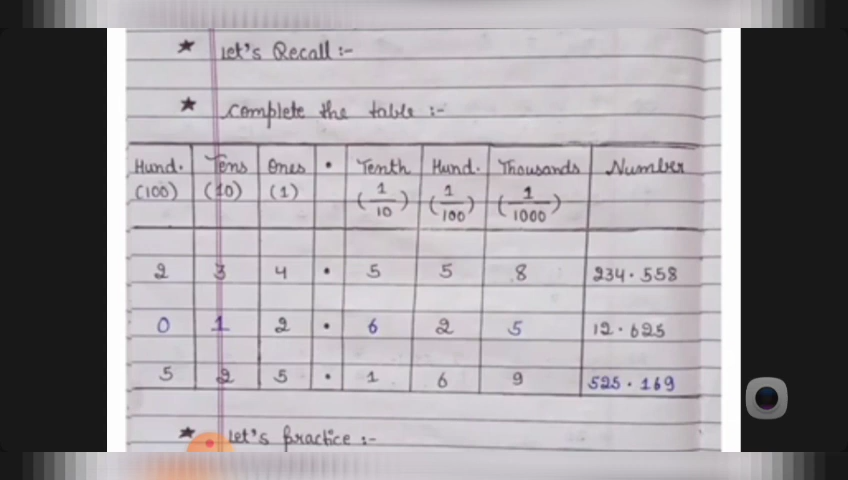 ★ Let's Recall :-
★ Complete the table :-
Hund. Tens Ones • Tenth Hund. Thousands Number
(100) (10) (1) (1/10) (1/100) (1/1000)
2 3 4 • 5 5 8 234.558
0 1 2 • 6 2 5 12.625
5 2 5 • 1 6 9 525.169
★ Let's practice :-